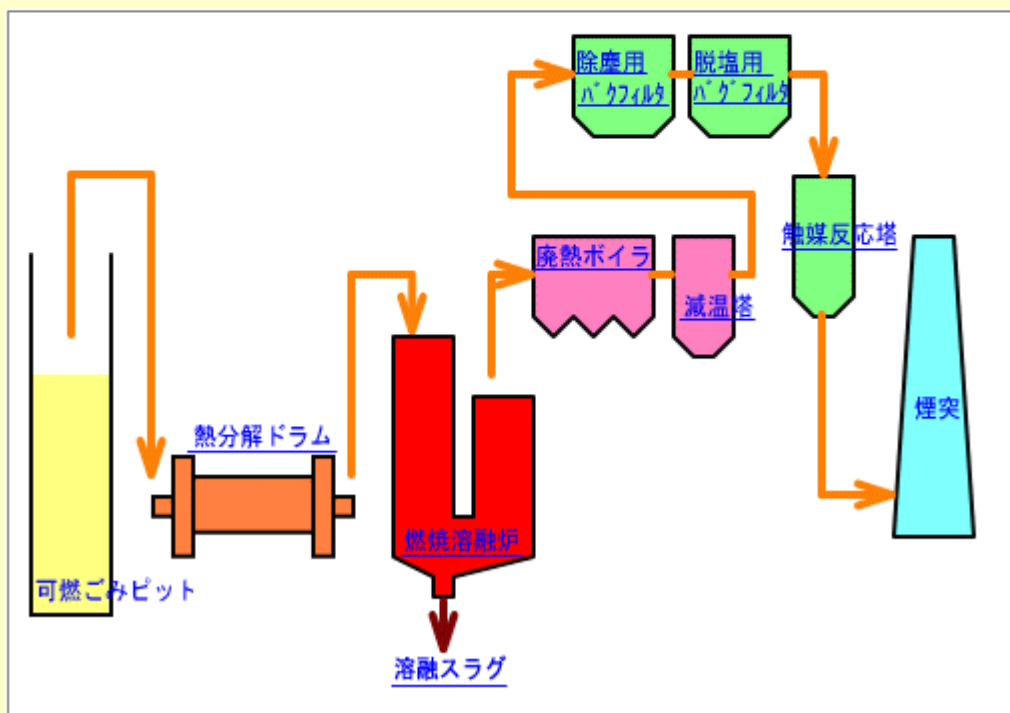 除塵用
ﾊﾞｸﾌｨﾙﾀ
脱塩用
ﾊﾞｸﾞﾌｨﾙﾀ
触媒反応塔
廃熱ボイラ
減温塔
煙突
熱分解ドラム
燃焼溶融炉
可燃ごみピット
溶融スラグ